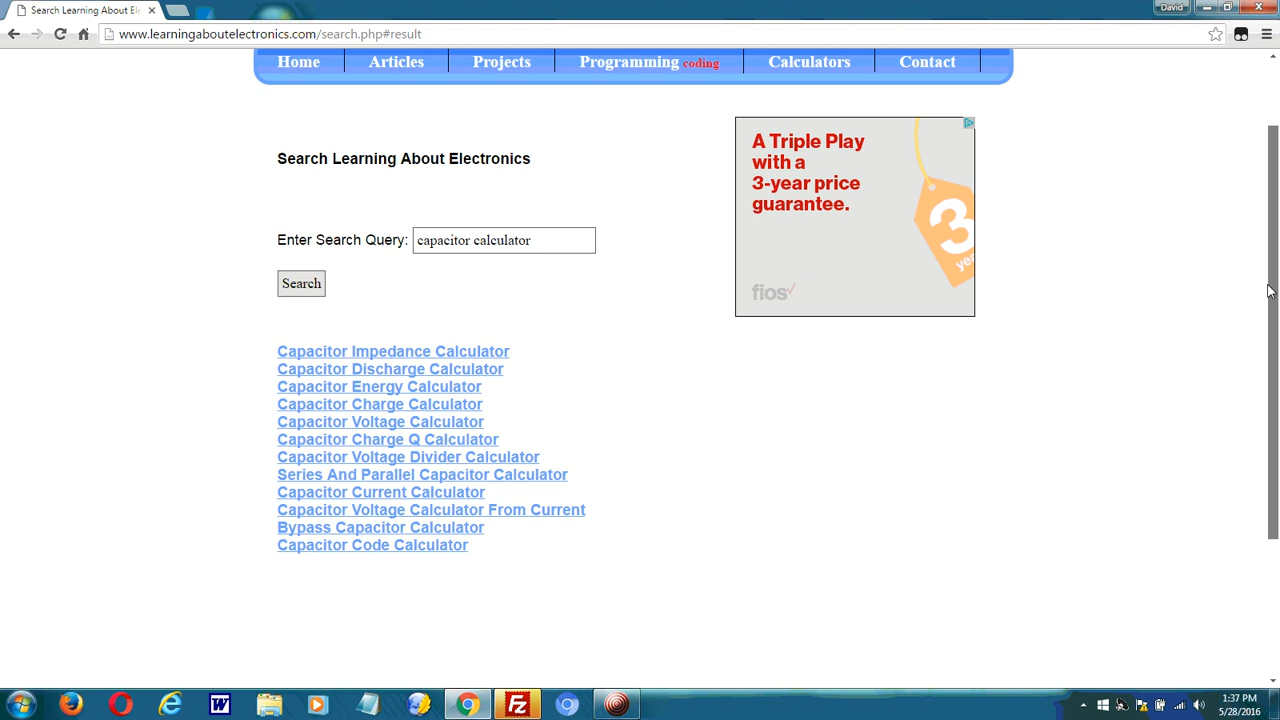 David
Search Learning About Ele
www.learningaboutelectronics.com/search.php#result
Home Articles Projects Programming coding Calculators Contact
A Triple Play
with a
3-year price
guarantee.
3
yea
fios
Search Learning About Electronics
Enter Search Query: capacitor calculator
Search
Capacitor Impedance Calculator
Capacitor Discharge Calculator
Capacitor Energy Calculator
Capacitor Charge Calculator
Capacitor Voltage Calculator
Capacitor Charge Q Calculator
Capacitor Voltage Divider Calculator
Series And Parallel Capacitor Calculator
Capacitor Current Calculator
Capacitor Voltage Calculator From Current
Bypass Capacitor Calculator
Capacitor Code Calculator
W
Fz
1:37 PM
5/28/2016